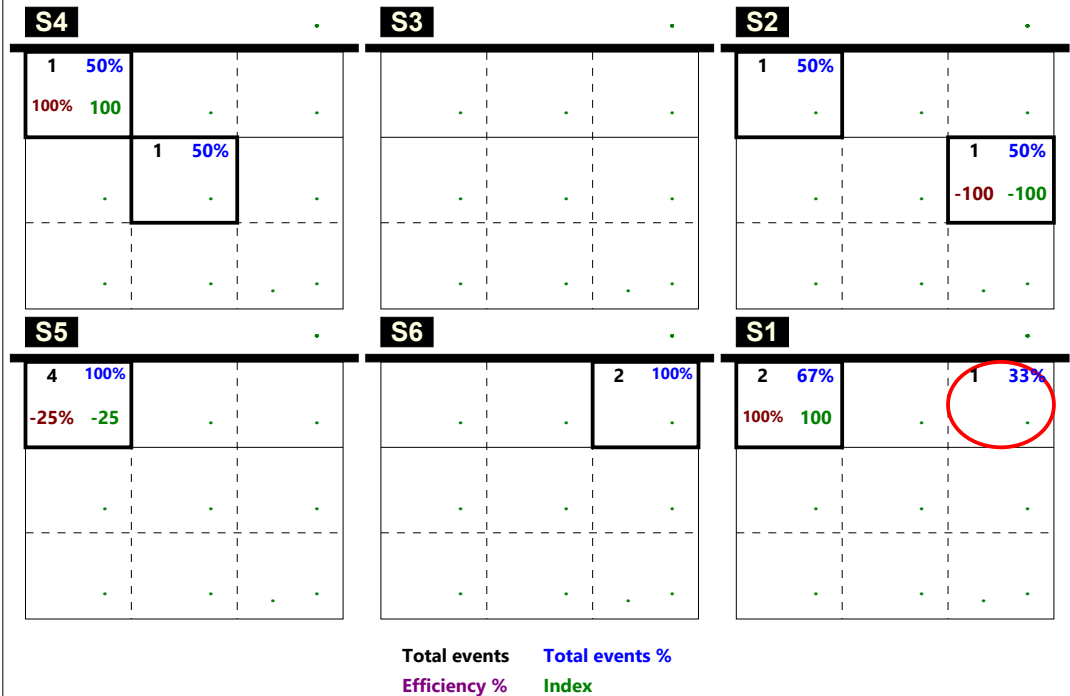 S4 S3 S2
1 50% 1 50%
100% 100
1 50% 1 50%
-100 -100
S5 S6 S1
4 100% 2 100% 2 67% 1 33%
-25% -25 100% 100
Total events Total events %
Efficiency % Index